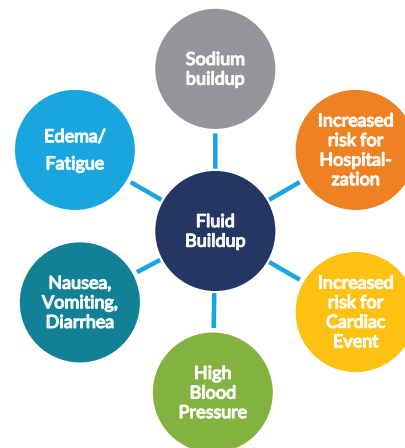 Sodium
buildup
Increased
risk for
Hospital-
zation
Edema/
Fatigue
Fluid
Buildup
Nausea,
Vomiting,
Diarrhea
Increased
risk for
Cardiac
Event
High
Blood
Pressure